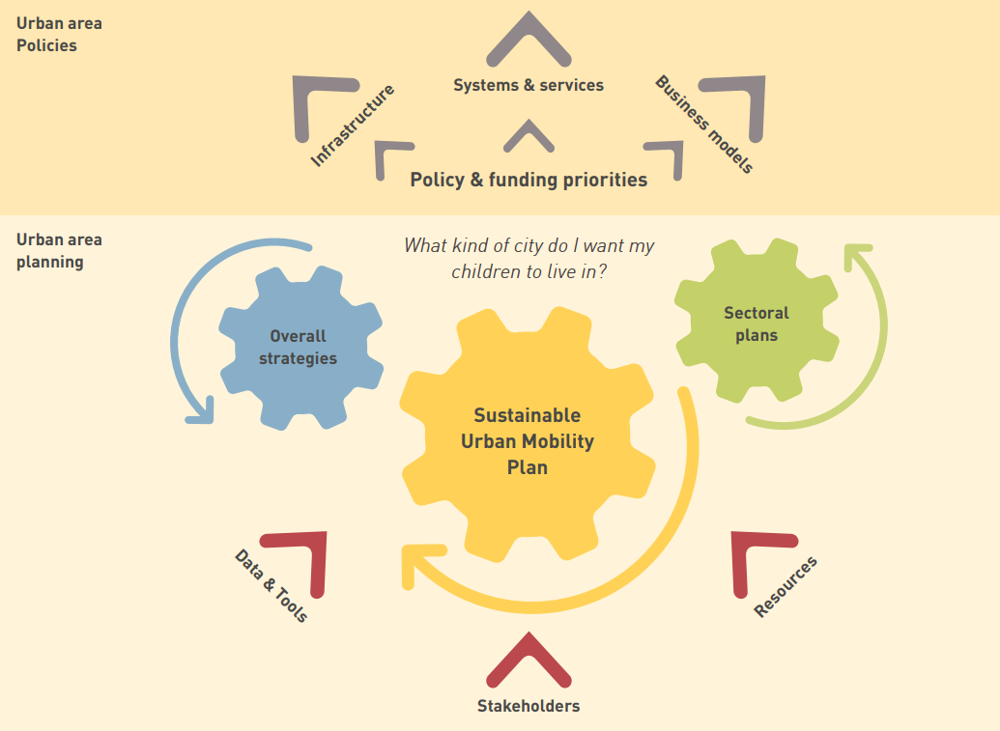 Urban area
Policies
Systems & services
Infrastructure
Business models
Policy & funding priorities
Urban area
planning
What kind of city do I want my
children to live in?
Overall
strategies
Sectoral
plans
Sustainable
Urban Mobility
Plan
Data & Tools
Resources
Stakeholders